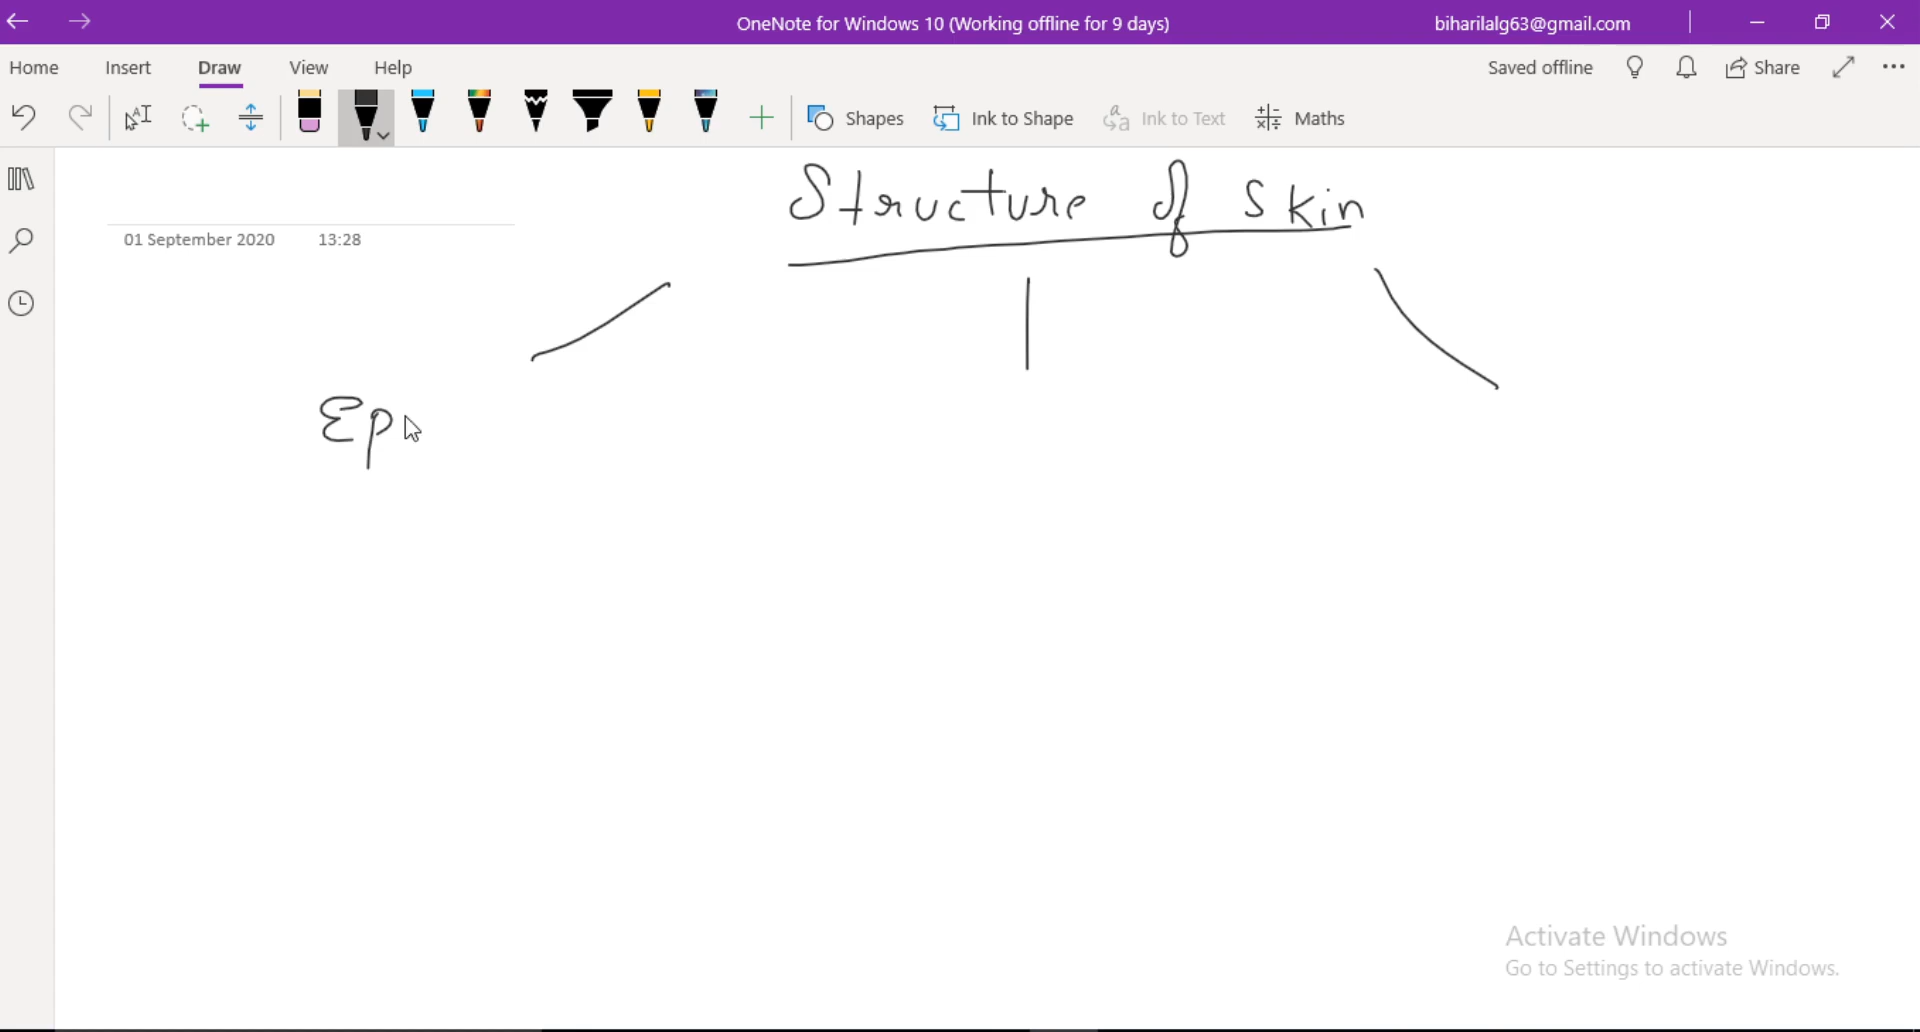 OneNote for Windows 10 (Working offline for 9 days) biharilalg63@gmail.com
Home Insert Draw View Help Saved offline Share
Shapes Ink to Shape Ink to Text Maths
Structure of skin
01 September 2020 13:28
Ep
Activate Windows
Go to Settings to activate Windows.